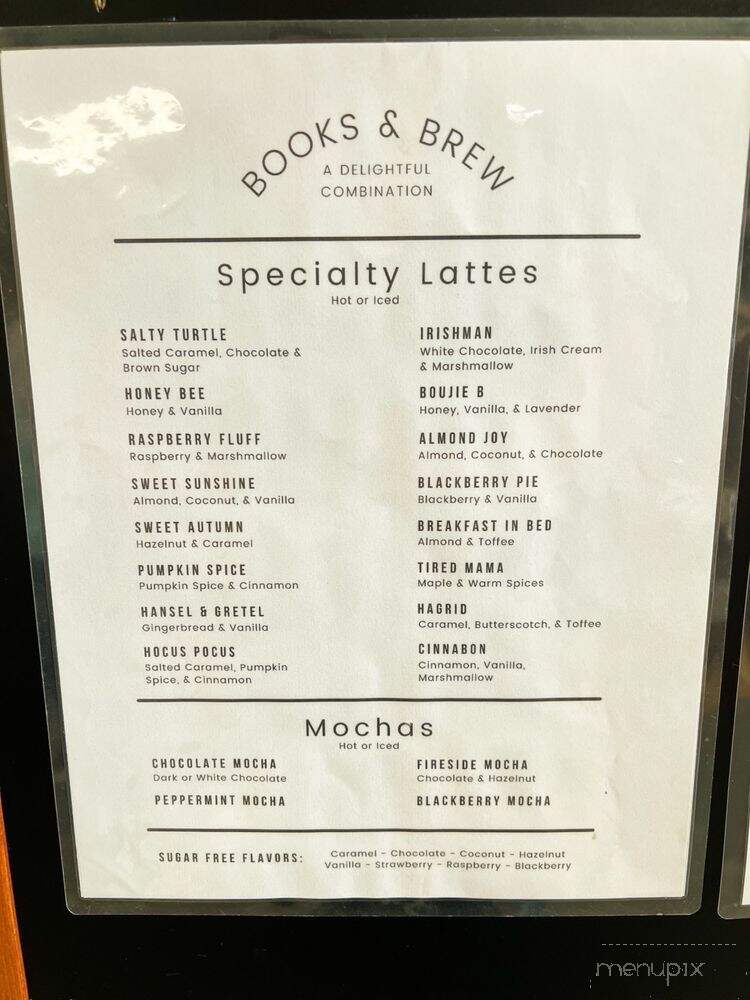 BOOKS & BREW
A DELIGHTFUL
COMBINATION
Specialty Lattes
Hot or Iced
SALTY TURTLE
Salted Caramel, Chocolate &
Brown Sugar
HONEY BEE
Honey & Vanilla
RASPBERRY FLUFF
Raspberry & Marshmallow
SWEET SUNSHINE
Almond, Coconut, & Vanilla
SWEET AUTUMN
Hazelnut & Caramel
PUMPKIN SPICE
Pumpkin Spice & Cinnamon
HANSEL & GRETEL
Gingerbread & Vanilla
HOCUS POCUS
Salted Caramel, Pumpkin
Spice, & Cinnamon
IRISHMAN
White Chocolate, Irish Cream
& Marshmallow
BOUJIE B
Honey, Vanilla, & Lavender
ALMOND JOY
Almond, Coconut, & Chocolate
BLACKBERRY PIE
Blackberry & Vanilla
BREAKFAST IN BED
Almond & Toffee
TIRED MAMA
Maple & Warm Spices
HAGRID
Caramel, Butterscotch, & Toffee
CINNABON
Cinnamon, Vanilla,
Marshmallow
Mochas
Hot or Iced
CHOCOLATE MOCHA
Dark or White Chocolate
PEPPERMINT MOCHA
FIRESIDE MOCHA
Chocolate & Hazelnut
BLACKBERRY MOCHA
SUGAR FREE FLAVORS:
Caramel - Chocolate - Coconut - Hazelnut
Vanilla - Strawberry - Raspberry - Blackberry
menupix